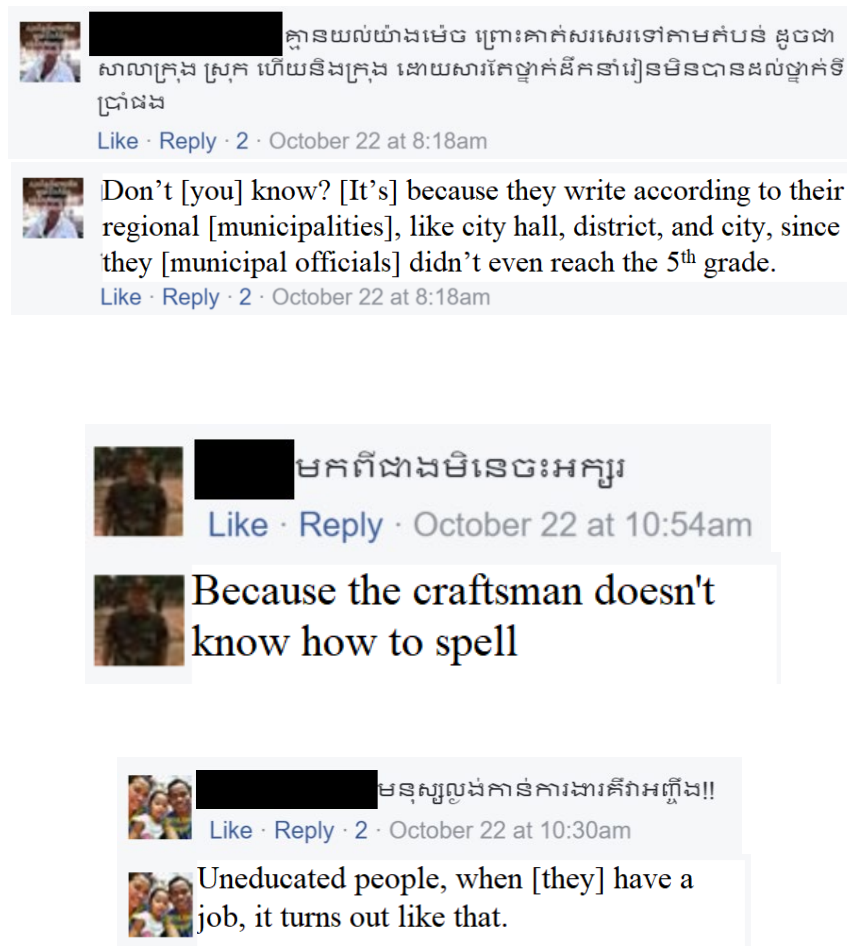 គ្មានយល់យ៉ាងម៉េច ព្រោះគាត់សរសេរទៅតាមតំបន់ ដូចជា
សាលាក្រុង ស្រុក ហើយនិងក្រុង ដោយសារតែថ្នាក់ដឹកនាំរៀនមិនបានដល់ថ្នាក់ទី
ប្រាំផង
Like · Reply · 2 · October 22 at 8:18am
Don’t [you] know? [It’s] because they write according to their
regional [municipalities], like city hall, district, and city, since
they [municipal officials] didn’t even reach the 5th grade.
Like · Reply · 2 · October 22 at 8:18am
មកពីជាងមិនេចះអក្សរ
Like · Reply · October 22 at 10:54am
Because the craftsman doesn't
know how to spell
មនុស្សល្ងង់កាន់ការងារគឺវាអញ្ចឹង!!
Like · Reply · 2 · October 22 at 10:30am
Uneducated people, when [they] have a
job, it turns out like that.